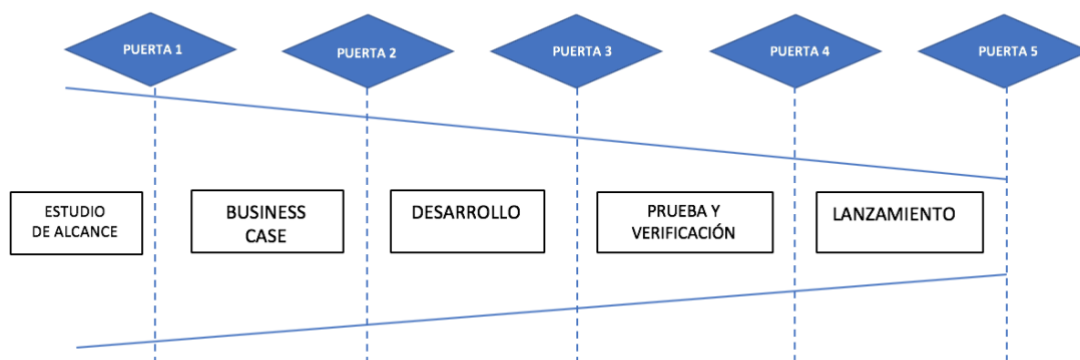 PUERTA 1
PUERTA 2
PUERTA 3
PUERTA 4
PUERTA 5
ESTUDIO
DE ALCANCE
BUSINESS
CASE
DESARROLLO
PRUEBA Y
VERIFICACIÓN
LANZAMIENTO